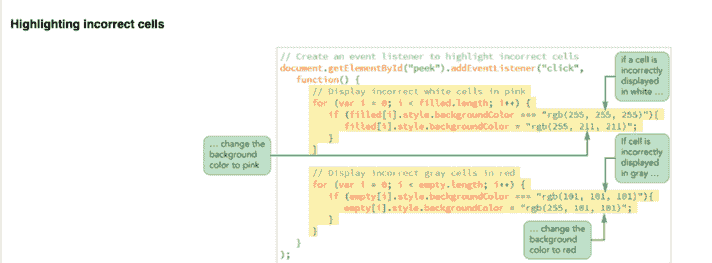 Highlighting incorrect cells
// Create an event listener to highlight incorrect cells
document.getElementById("peek").addEventListener("click",
function() {
// Display incorrect white cells in pink
for (var i = 0; i < filled.length; i++) {
if (filled[i].style.backgroundColor === "rgb(255, 255, 255)"){
filled[i].style.backgroundColor = "rgb(255, 211, 211)";
}
}
// Display incorrect gray cells in red
for (var i = 0; i < empty.length; i++) {
if (empty[i].style.backgroundColor === "rgb(101, 101, 101)"){
empty[i].style.backgroundColor = "rgb(255, 101, 101)";
}
}
}
);
if a cell is
incorrectly
displayed
in white ...
... change the
background
color to pink
If cell is
incorrectly
displayed
in gray ...
... change the
background
color to red